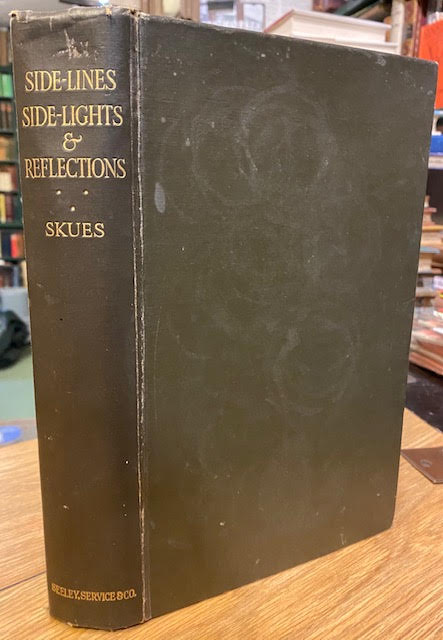 SIDE-LINES
SIDE-LIGHTS
&
REFLECTIONS
SKUES
SEELEY, SERVICE & CO.